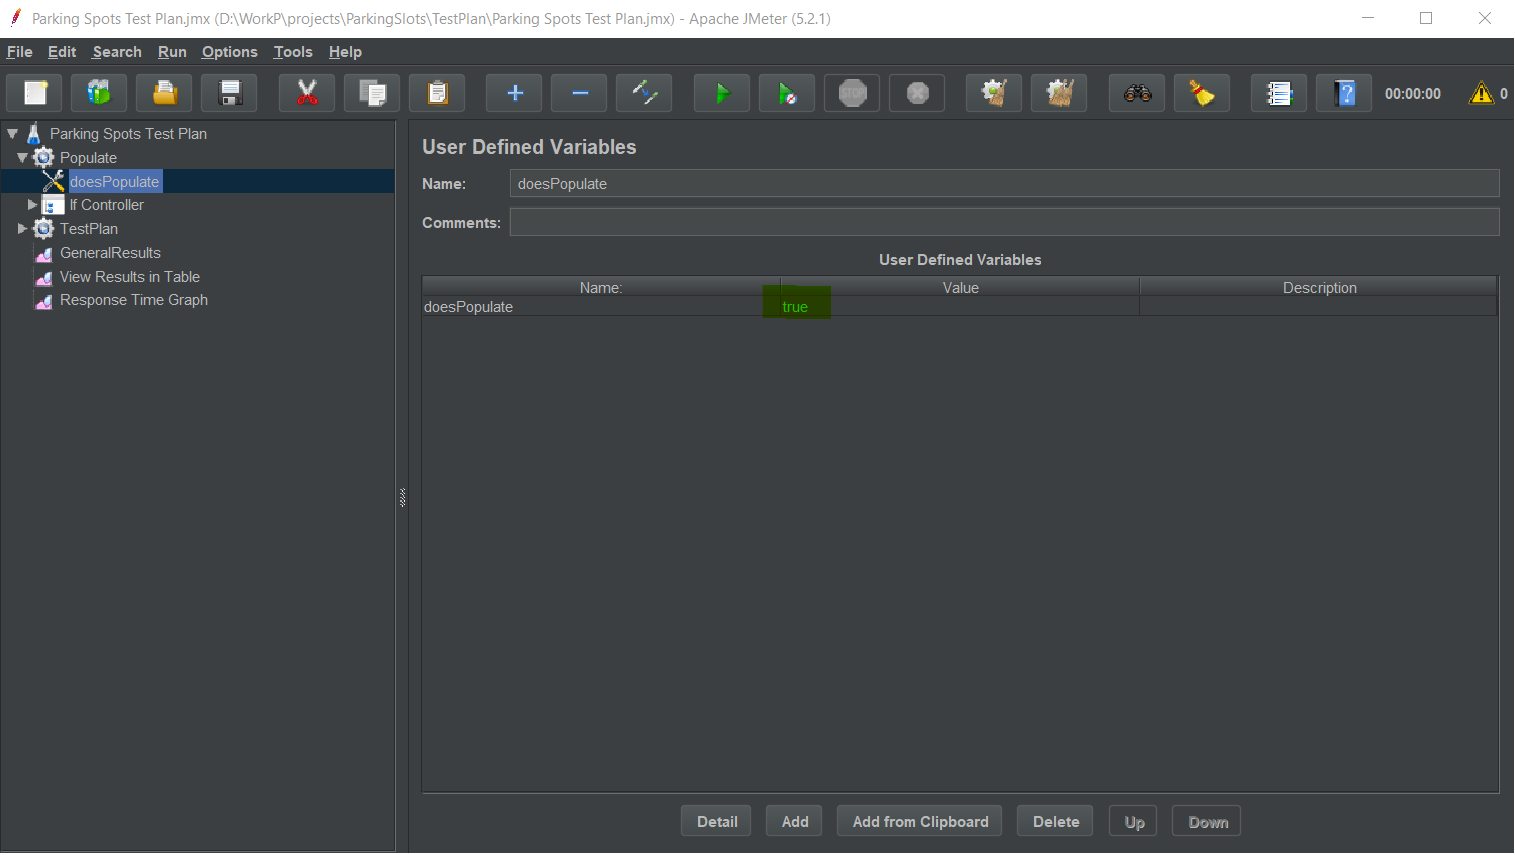 Parking Spots Test Plan.jmx (D:\WorkP\projects\ParkingSlots\TestPlan\Parking Spots Test Plan.jmx) - Apache JMeter (5.2.1)
File Edit Search Run Options Tools Help
STOP ? 00:00:00 0
Parking Spots Test Plan
Populate
doesPopulate
If Controller
TestPlan
GeneralResults
View Results in Table
Response Time Graph
User Defined Variables
Name: doesPopulate
Comments:
User Defined Variables
Name: Value Description
doesPopulate true
Detail Add Add from Clipboard Delete Up Down